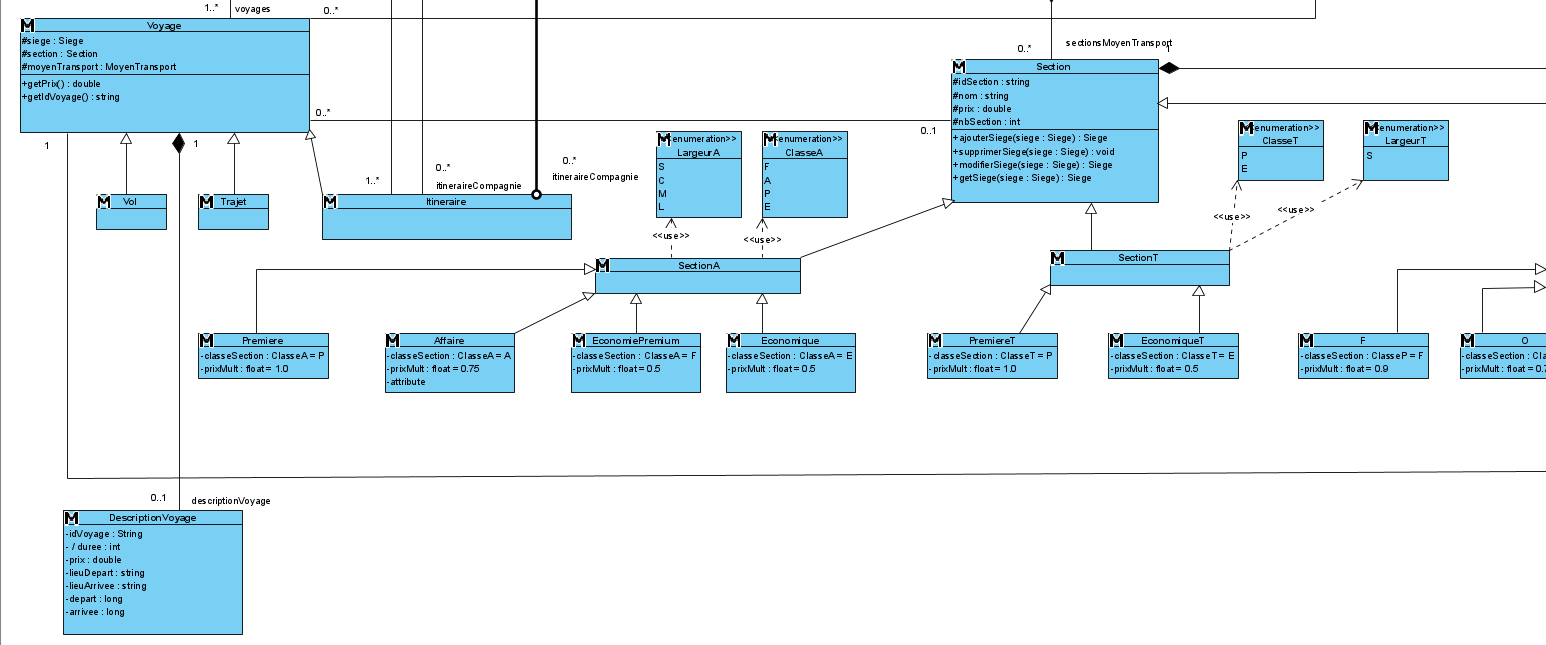 1..*
voyages
0..*
Voyage
#siege : Siege
#section : Section
#moyenTransport : MoyenTransport
+getPrix() : double
+getIdVoyage() : string
0..*
1
1
Vol
Trajet
1..*
0..*
itineraireCompagnie
0..*
itineraireCompagnie
Itineraire
enumeration>>
LargeurA
S
C
M
L
enumeration>>
ClasseA
F
A
P
E
<<use>>
<<use>>
0..*
sectionsMoyenTransport
0..1
Section
#idSection : string
#nom : string
#prix : double
#nbSection : int
+ajouterSiege(siege : Siege) : Siege
+supprimerSiege(siege : Siege) : void
+modifierSiege(siege : Siege) : Siege
+getSiege(siege : Siege) : Siege
enumeration>>
ClasseT
P
E
enumeration>>
LargeurT
S
<<use>>
<<use>>
SectionA
SectionT
Premiere
-classeSection : ClasseA = P
-prixMult : float = 1.0
Affaire
-classeSection : ClasseA = A
-prixMult : float = 0.75
-attribute
EconomiePremium
-classeSection : ClasseA = F
-prixMult : float = 0.5
Economique
-classeSection : ClasseA = E
-prixMult : float = 0.5
PremiereT
-classeSection : ClasseT = P
-prixMult : float = 1.0
EconomiqueT
-classeSection : ClasseT = E
-prixMult : float = 0.5
F
-classeSection : ClasseP = F
-prixMult : float = 0.9
O
-classeSection : Cla
-prixMult : float = 0.7
0..1
descriptionVoyage
DescriptionVoyage
-idVoyage : String
- / duree : int
-prix : double
-lieuDepart : string
-lieuArrivee : string
-depart : long
-arrivee : long